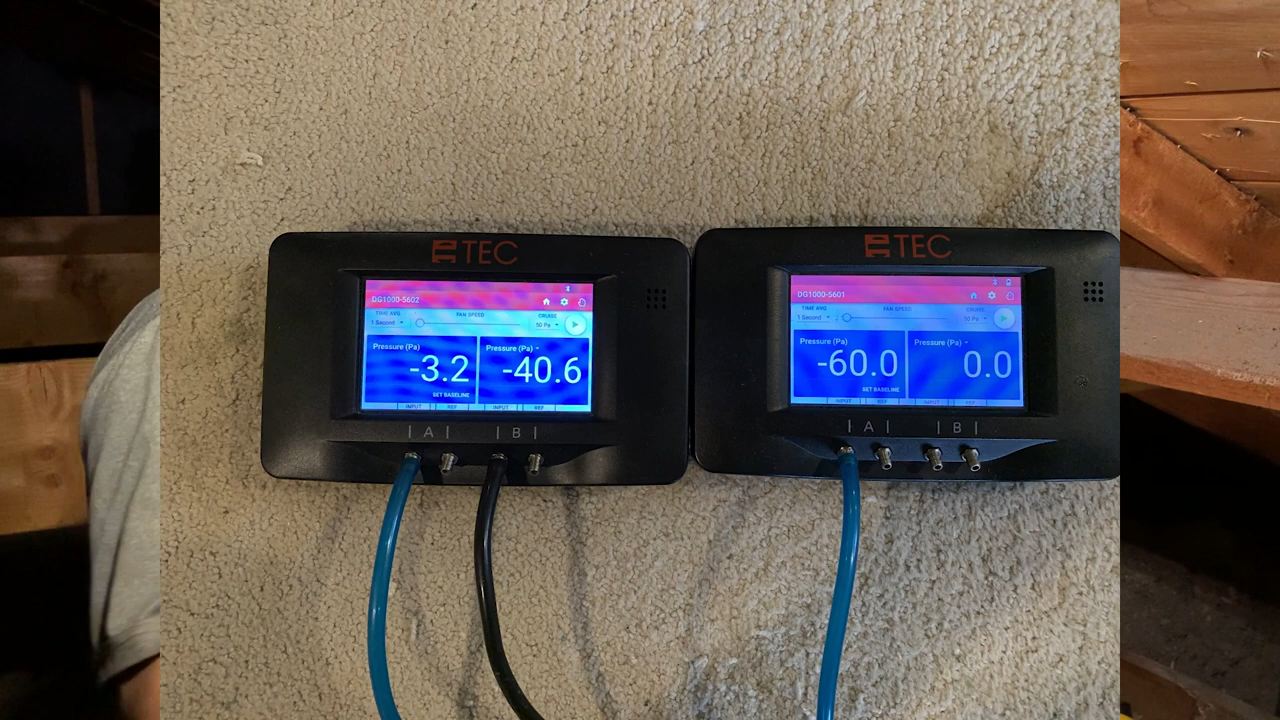 TEC
DG1000-5602
TIME AVG
FAN SPEED
CRUISE
1 Second
50 Pa
Pressure (Pa)
Pressure (Pa)
-3.2
-40.6
SET BASELINE
INPUT
REF
INPUT
REF
A
B
TEC
DG1000-5601
TIME AVG
FAN SPEED
CRUISE
1 Second
50 Pa
Pressure (Pa)
Pressure (Pa)
-60.0
0.0
SET BASELINE
INPUT
REF
INPUT
REF
A
B